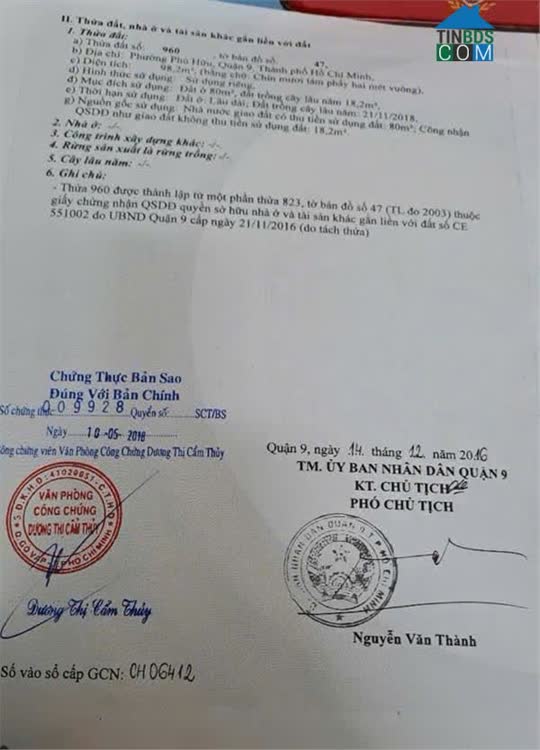 TINBDS
COM
II. Thửa đất, nhà ở và tài sản khác gắn liền với đất
1. Thửa đất:
a) Thửa đất số: 960, tờ bản đồ số: 47,
b) Địa chỉ: Phường Phú Hữu, Quận 9, Thành phố Hồ Chí Minh,
c) Diện tích: 98,2m², (bằng chữ: Chín mươi tám phẩy hai mét vuông).
d) Hình thức sử dụng: Sử dụng riêng,
đ) Mục đích sử dụng: Đất ở 80m², đất trồng cây lâu năm 18,2m²,
e) Thời hạn sử dụng: Đất ở: Lâu dài; Đất trồng cây lâu năm: 21/11/2018.
g) Nguồn gốc sử dụng: Nhà nước giao đất có thu tiền sử dụng đất: 80m²; Công nhận
QSDĐ như giao đất không thu tiền sử dụng đất: 18,2m².
2. Nhà ở: -/-
3. Công trình xây dựng khác: -/-
4. Rừng sản xuất là rừng trồng: -/-
5. Cây lâu năm: -/-
6. Ghi chú:
- Thửa 960 được thành lập từ một phần thửa 823, tờ bản đồ số 47 (TL đo 2003) thuộc
giấy chứng nhận QSDĐ quyền sở hữu nhà ở và tài sản khác gắn liền với đất số CE
551002 do UBND Quận 9 cấp ngày 21/11/2016 (do tách thửa)
Chứng Thực Bản Sao
Đúng Với Bản Chính
Số chứng thực 009928 Quyển số: SCT/BS
Ngày 10-05-2018
Công chứng viên Văn Phòng Công Chứng Dương Thị Cẩm Thủy
VĂN PHÒNG
CÔNG CHỨNG
DƯƠNG THỊ CẨM THỦY
Dương Thị Cẩm Thủy
Quận 9, ngày 14 tháng 12 năm 2016
TM. ỦY BAN NHÂN DÂN QUẬN 9
KT. CHỦ TỊCH
PHÓ CHỦ TỊCH
Nguyễn Văn Thành
Số vào sổ cấp GCN: CH06412